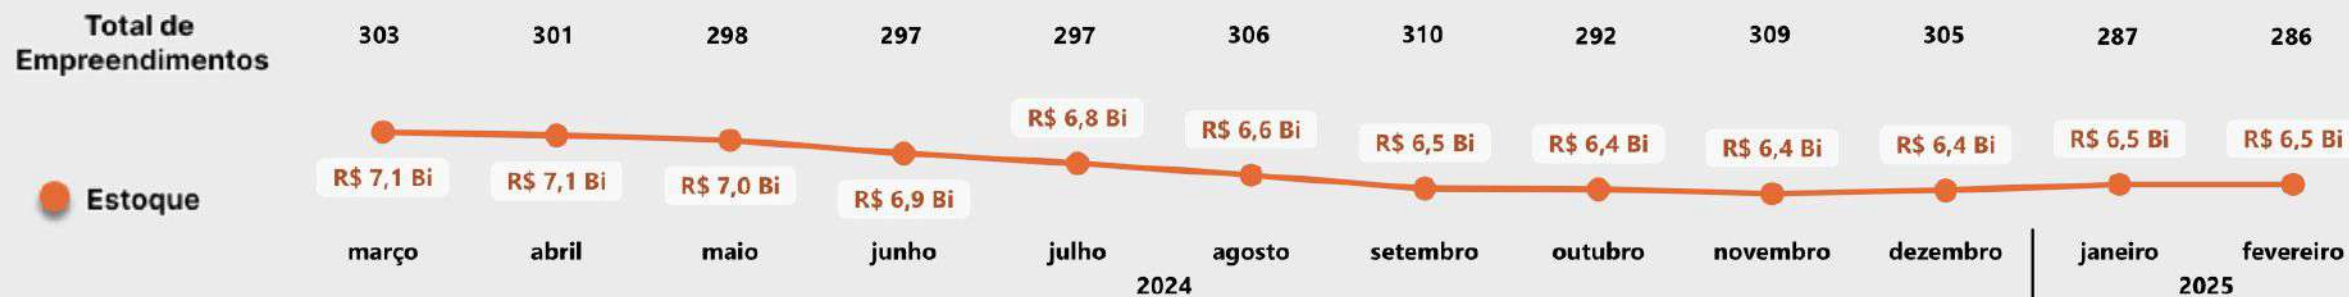 Total de
Empreendimentos
303 301 298 297 297 306 310 292 309 305 287 286
Estoque
R$ 7,1 Bi R$ 7,1 Bi R$ 7,0 Bi R$ 6,9 Bi R$ 6,8 Bi R$ 6,6 Bi R$ 6,5 Bi R$ 6,4 Bi R$ 6,4 Bi R$ 6,4 Bi R$ 6,5 Bi R$ 6,5 Bi
março abril maio junho julho agosto setembro outubro novembro dezembro janeiro fevereiro
2024 2025